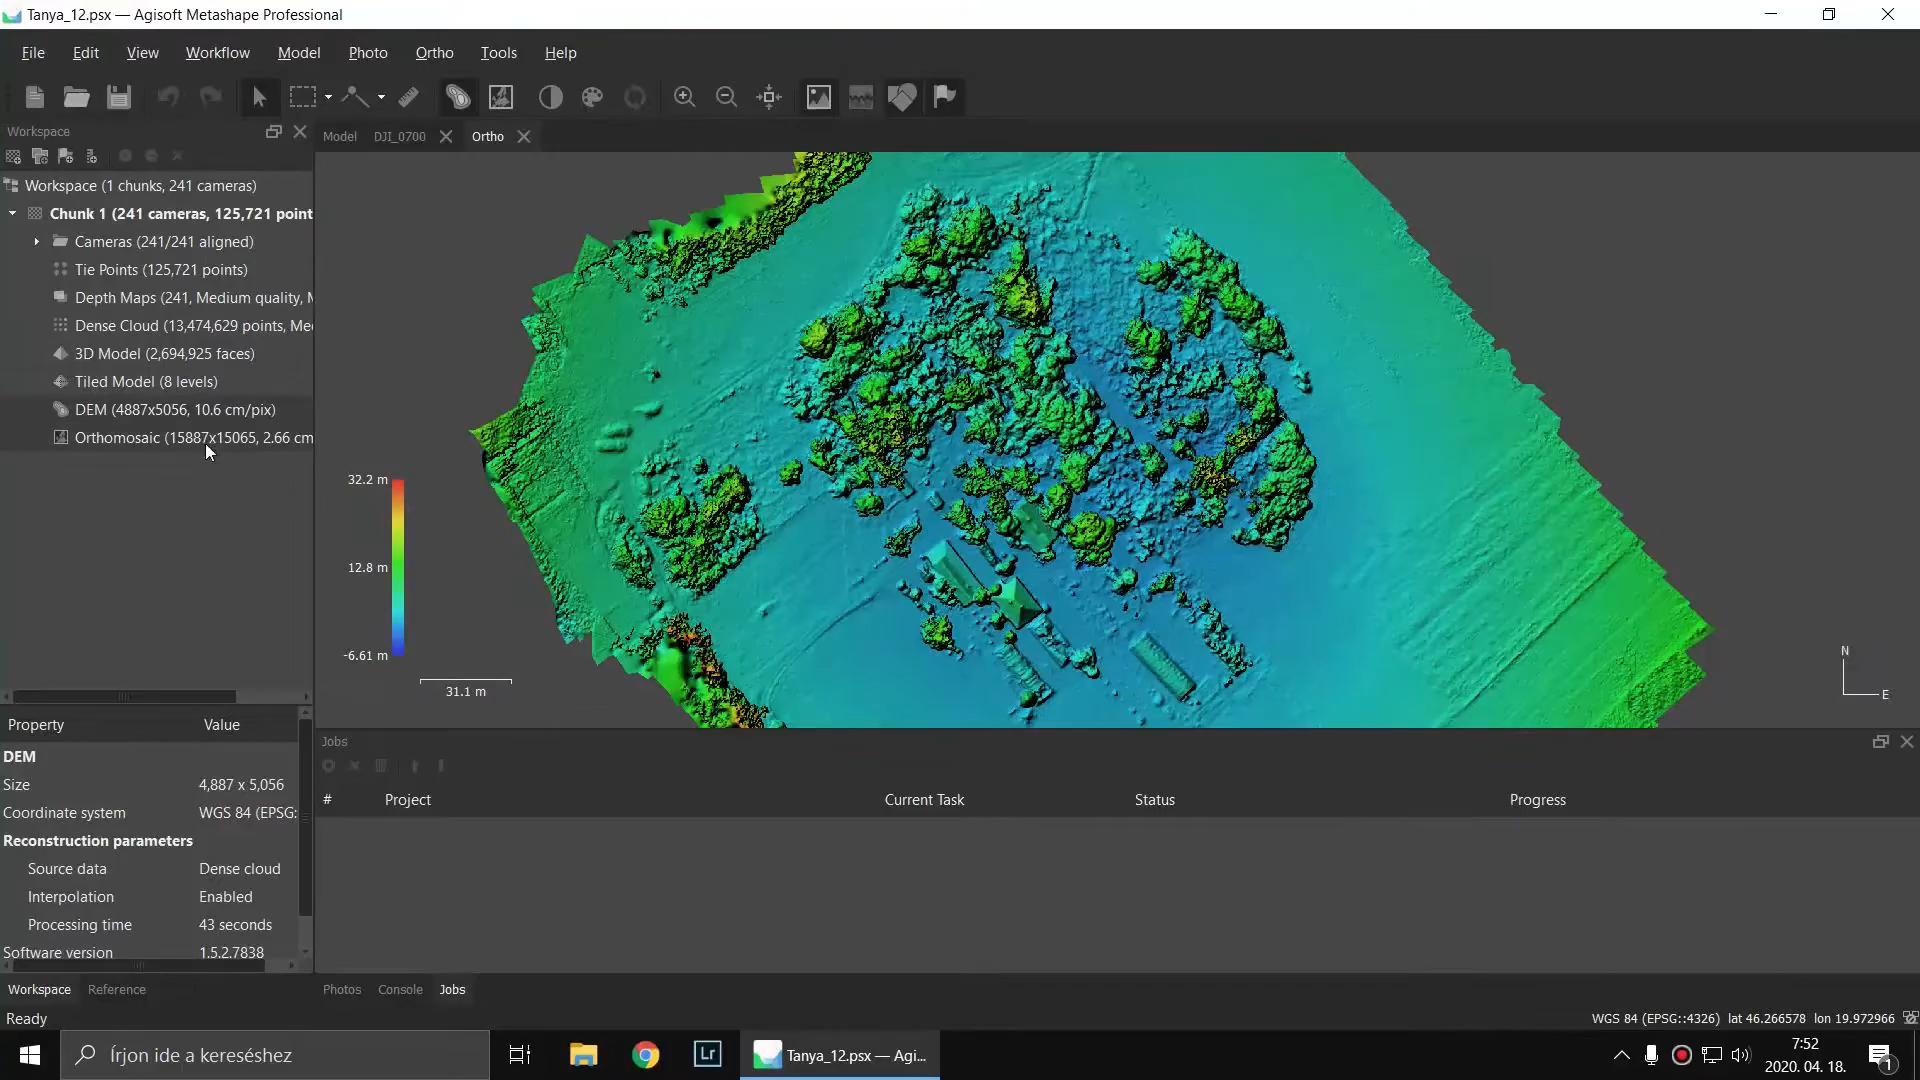 Tanya_12.psx — Agisoft Metashape Professional
File Edit View Workflow Model Photo Ortho Tools Help
Workspace
Model DJI_0700 Ortho
Workspace (1 chunks, 241 cameras)
Chunk 1 (241 cameras, 125,721 point
Cameras (241/241 aligned)
Tie Points (125,721 points)
Depth Maps (241, Medium quality, M
Dense Cloud (13,474,629 points, Med
3D Model (2,694,925 faces)
Tiled Model (8 levels)
DEM (4887x5056, 10.6 cm/pix)
Orthomosaic (15887x15065, 2.66 cm
32.2 m
12.8 m
-6.61 m
31.1 m
N
E
Property Value
DEM
Size 4,887 x 5,056
Coordinate system WGS 84 (EPSG:
Reconstruction parameters
Source data Dense cloud
Interpolation Enabled
Processing time 43 seconds
Software version 1.5.2.7838
Jobs
# Project Current Task Status Progress
Workspace Reference
Photos Console Jobs
Ready
WGS 84 (EPSG::4326) lat 46.266578 lon 19.972966
Írjon ide a kereséshez
Lr
Tanya_12.psx — Agi...
7:52
2020. 04. 18.
1